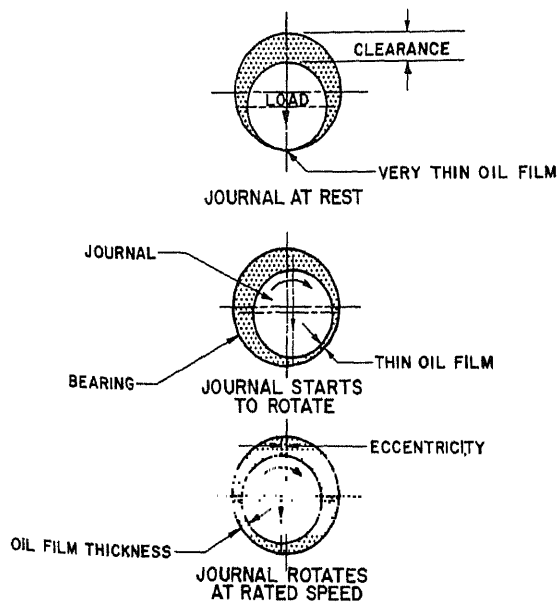 CLEARANCE
LOAD
VERY THIN OIL FILM
JOURNAL AT REST
JOURNAL
THIN OIL FILM
BEARING
JOURNAL STARTS
TO ROTATE
ECCENTRICITY
OIL FILM THICKNESS
JOURNAL ROTATES
AT RATED SPEED